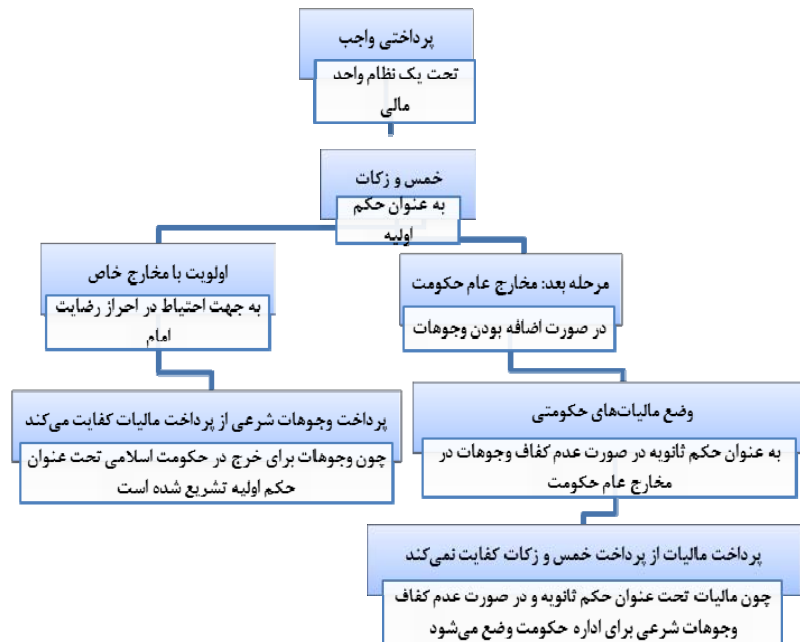 پرداختی واجب
تحت یک نظام واحد
مالی
خمس و زکات
به عنوان حکم
اولیه
اولویت با مخارج خاص
به جهت احتیاط در احراز رضایت
امام
پرداخت وجوهات شرعی از پرداخت مالیات کفایت می‌کند
چون وجوهات برای خرج در حکومت اسلامی تحت عنوان
حکم اولیه تشریع شده است
مرحله بعد: مخارج عام حکومت
در صورت اضافه بودن وجوهات
وضع مالیات‌های حکومتی
به عنوان حکم ثانویه در صورت عدم کفاف وجوهات در
مخارج عام حکومت
پرداخت مالیات از پرداخت خمس و زکات کفایت نمی‌کند
چون مالیات تحت عنوان حکم ثانویه و در صورت عدم کفاف
وجوهات شرعی برای اداره حکومت وضع می‌شود